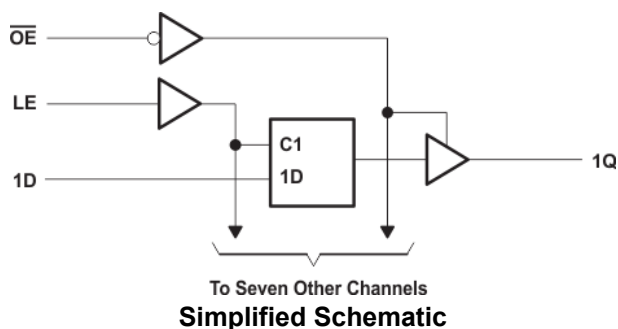 OE
LE
C1
1D
1D
1Q
To Seven Other Channels
Simplified Schematic